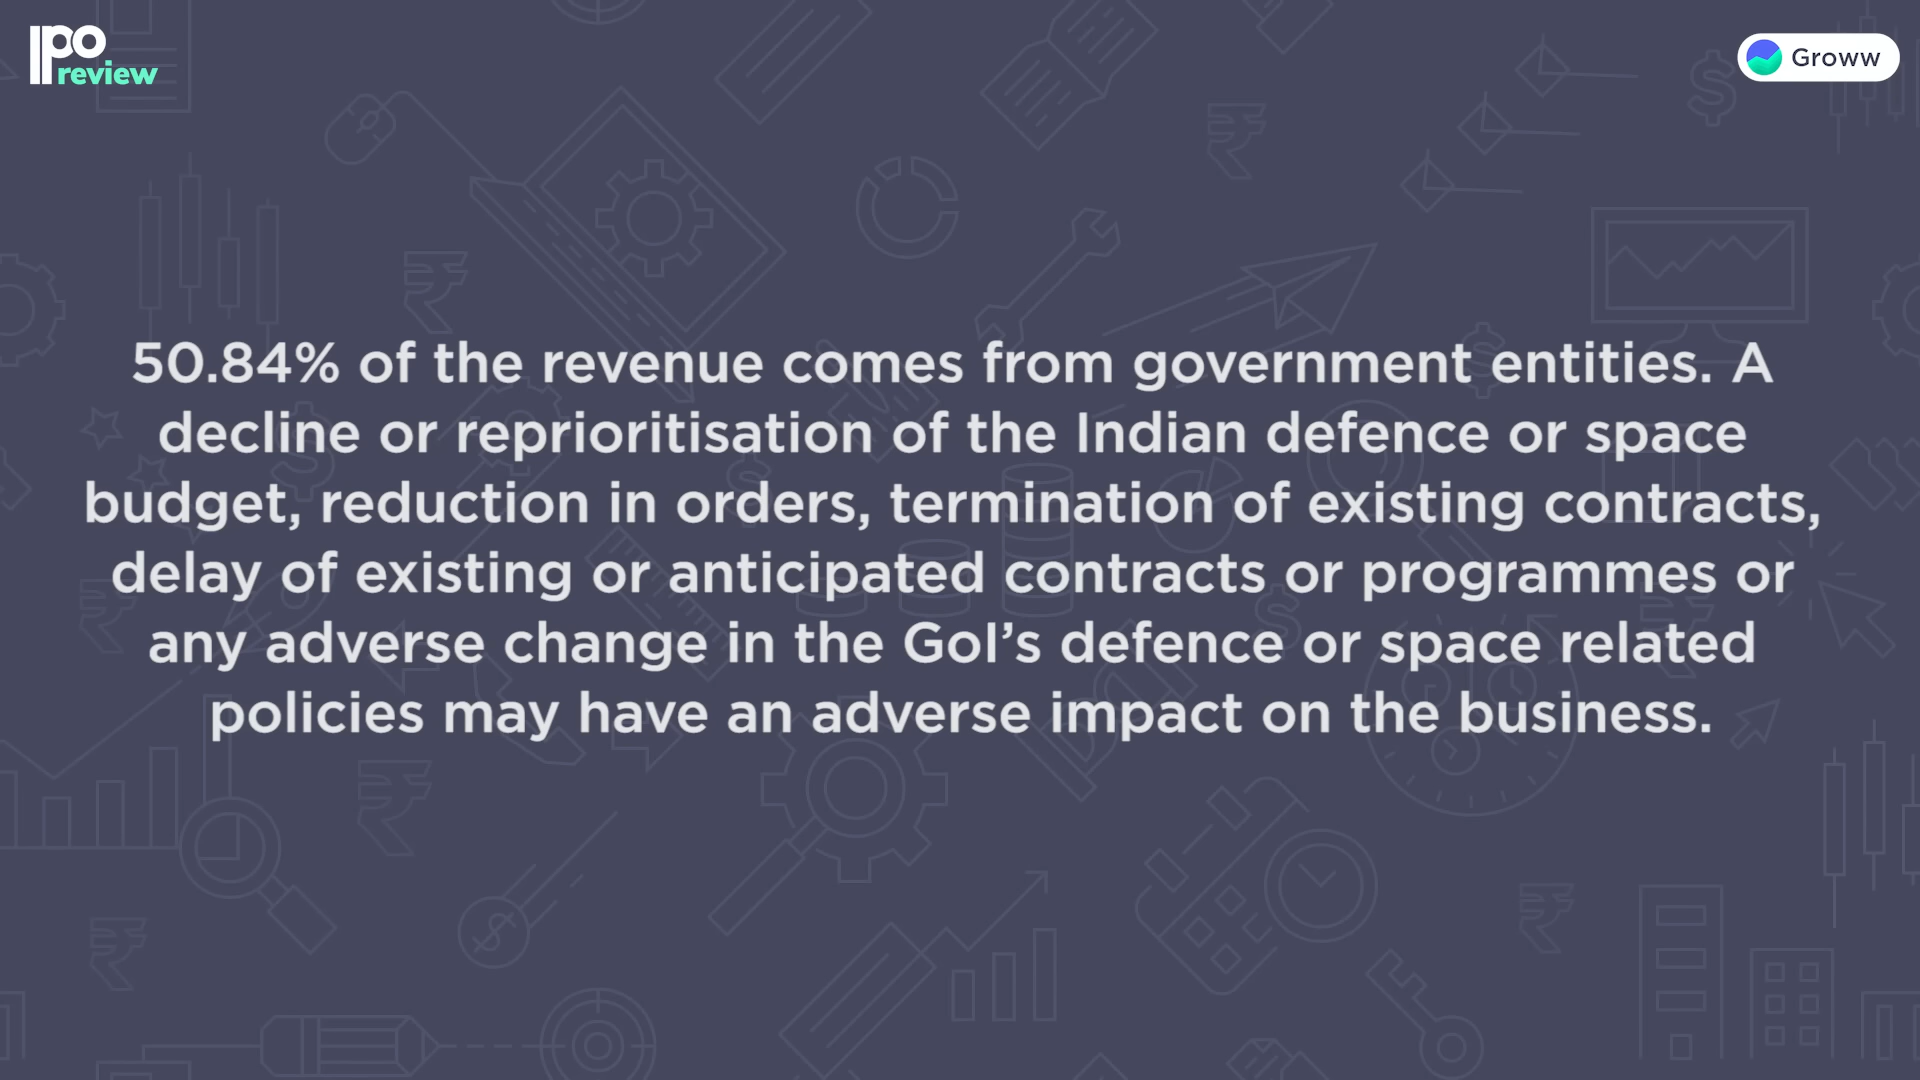 IPO
review
Groww
50.84% of the revenue comes from government entities. A
decline or reprioritisation of the Indian defence or space
budget, reduction in orders, termination of existing contracts,
delay of existing or anticipated contracts or programmes or
any adverse change in the GoI’s defence or space related
policies may have an adverse impact on the business.